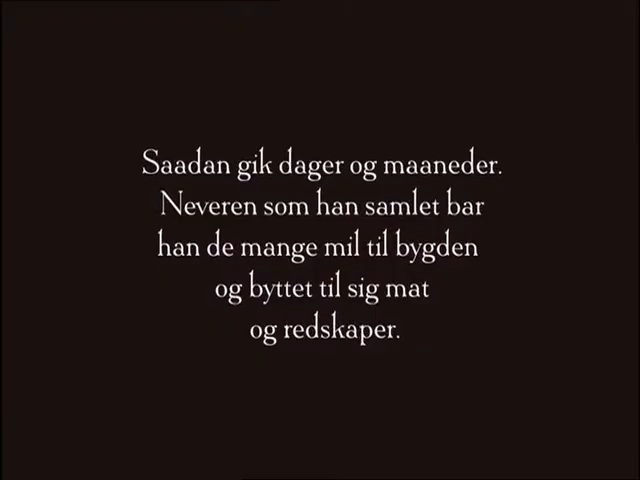 Saadan gik dager og maaneder.
Neveren som han samlet bar
han de mange mil til bygden
og byttet til sig mat
og redskaper.